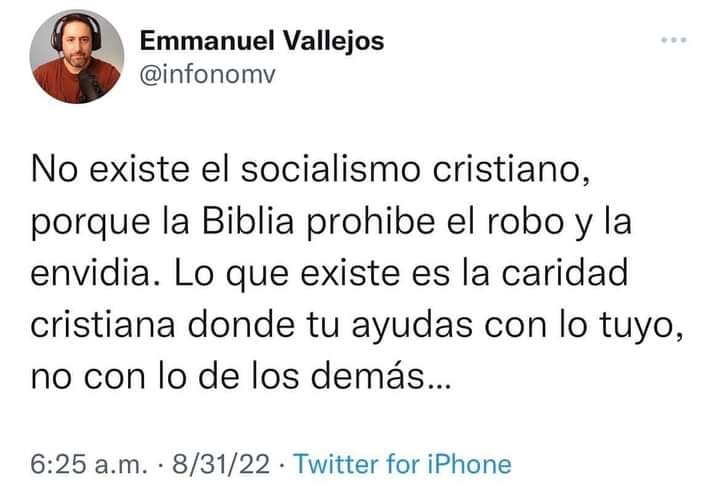 Emmanuel Vallejos
@infonomv
No existe el socialismo cristiano,
porque la Biblia prohibe el robo y la
envidia. Lo que existe es la caridad
cristiana donde tu ayudas con lo tuyo,
no con lo de los demás...
6:25 a.m. · 8/31/22 · Twitter for iPhone